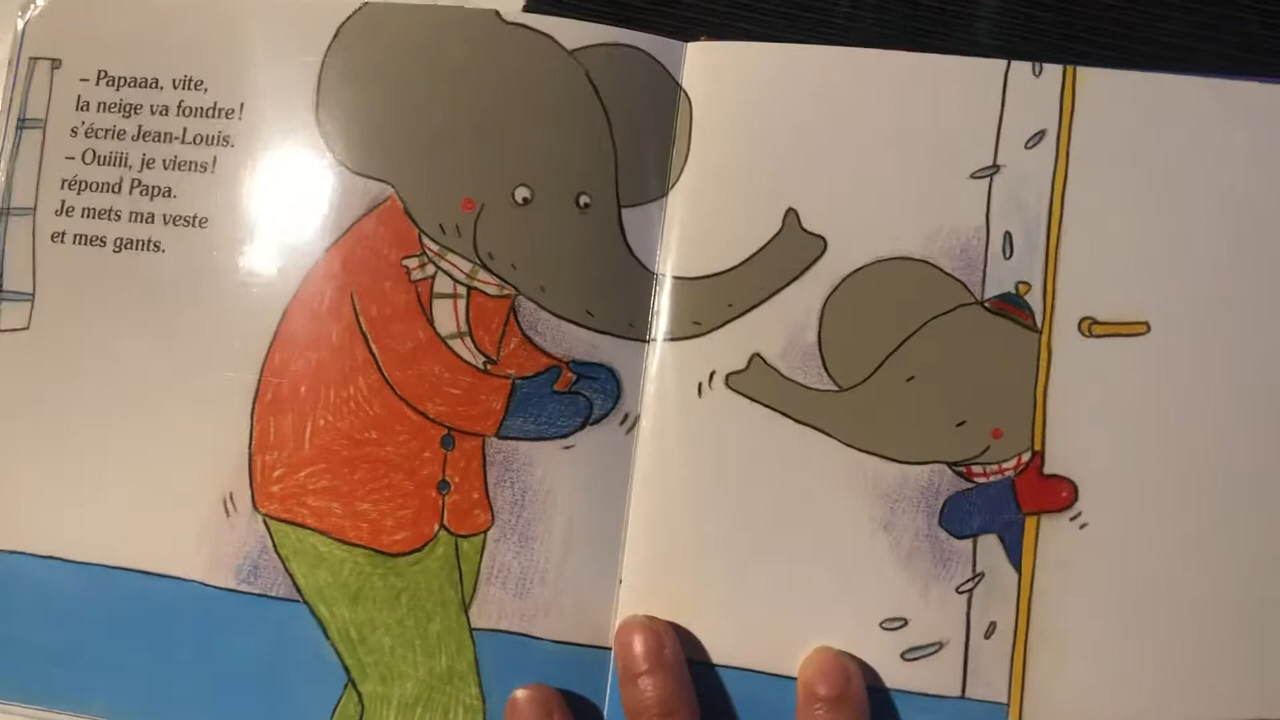 – Papaaa, vite,
la neige va fondre !
s'écrie Jean-Louis.
– Ouiiii, je viens !
répond Papa.
Je mets ma veste
et mes gants.